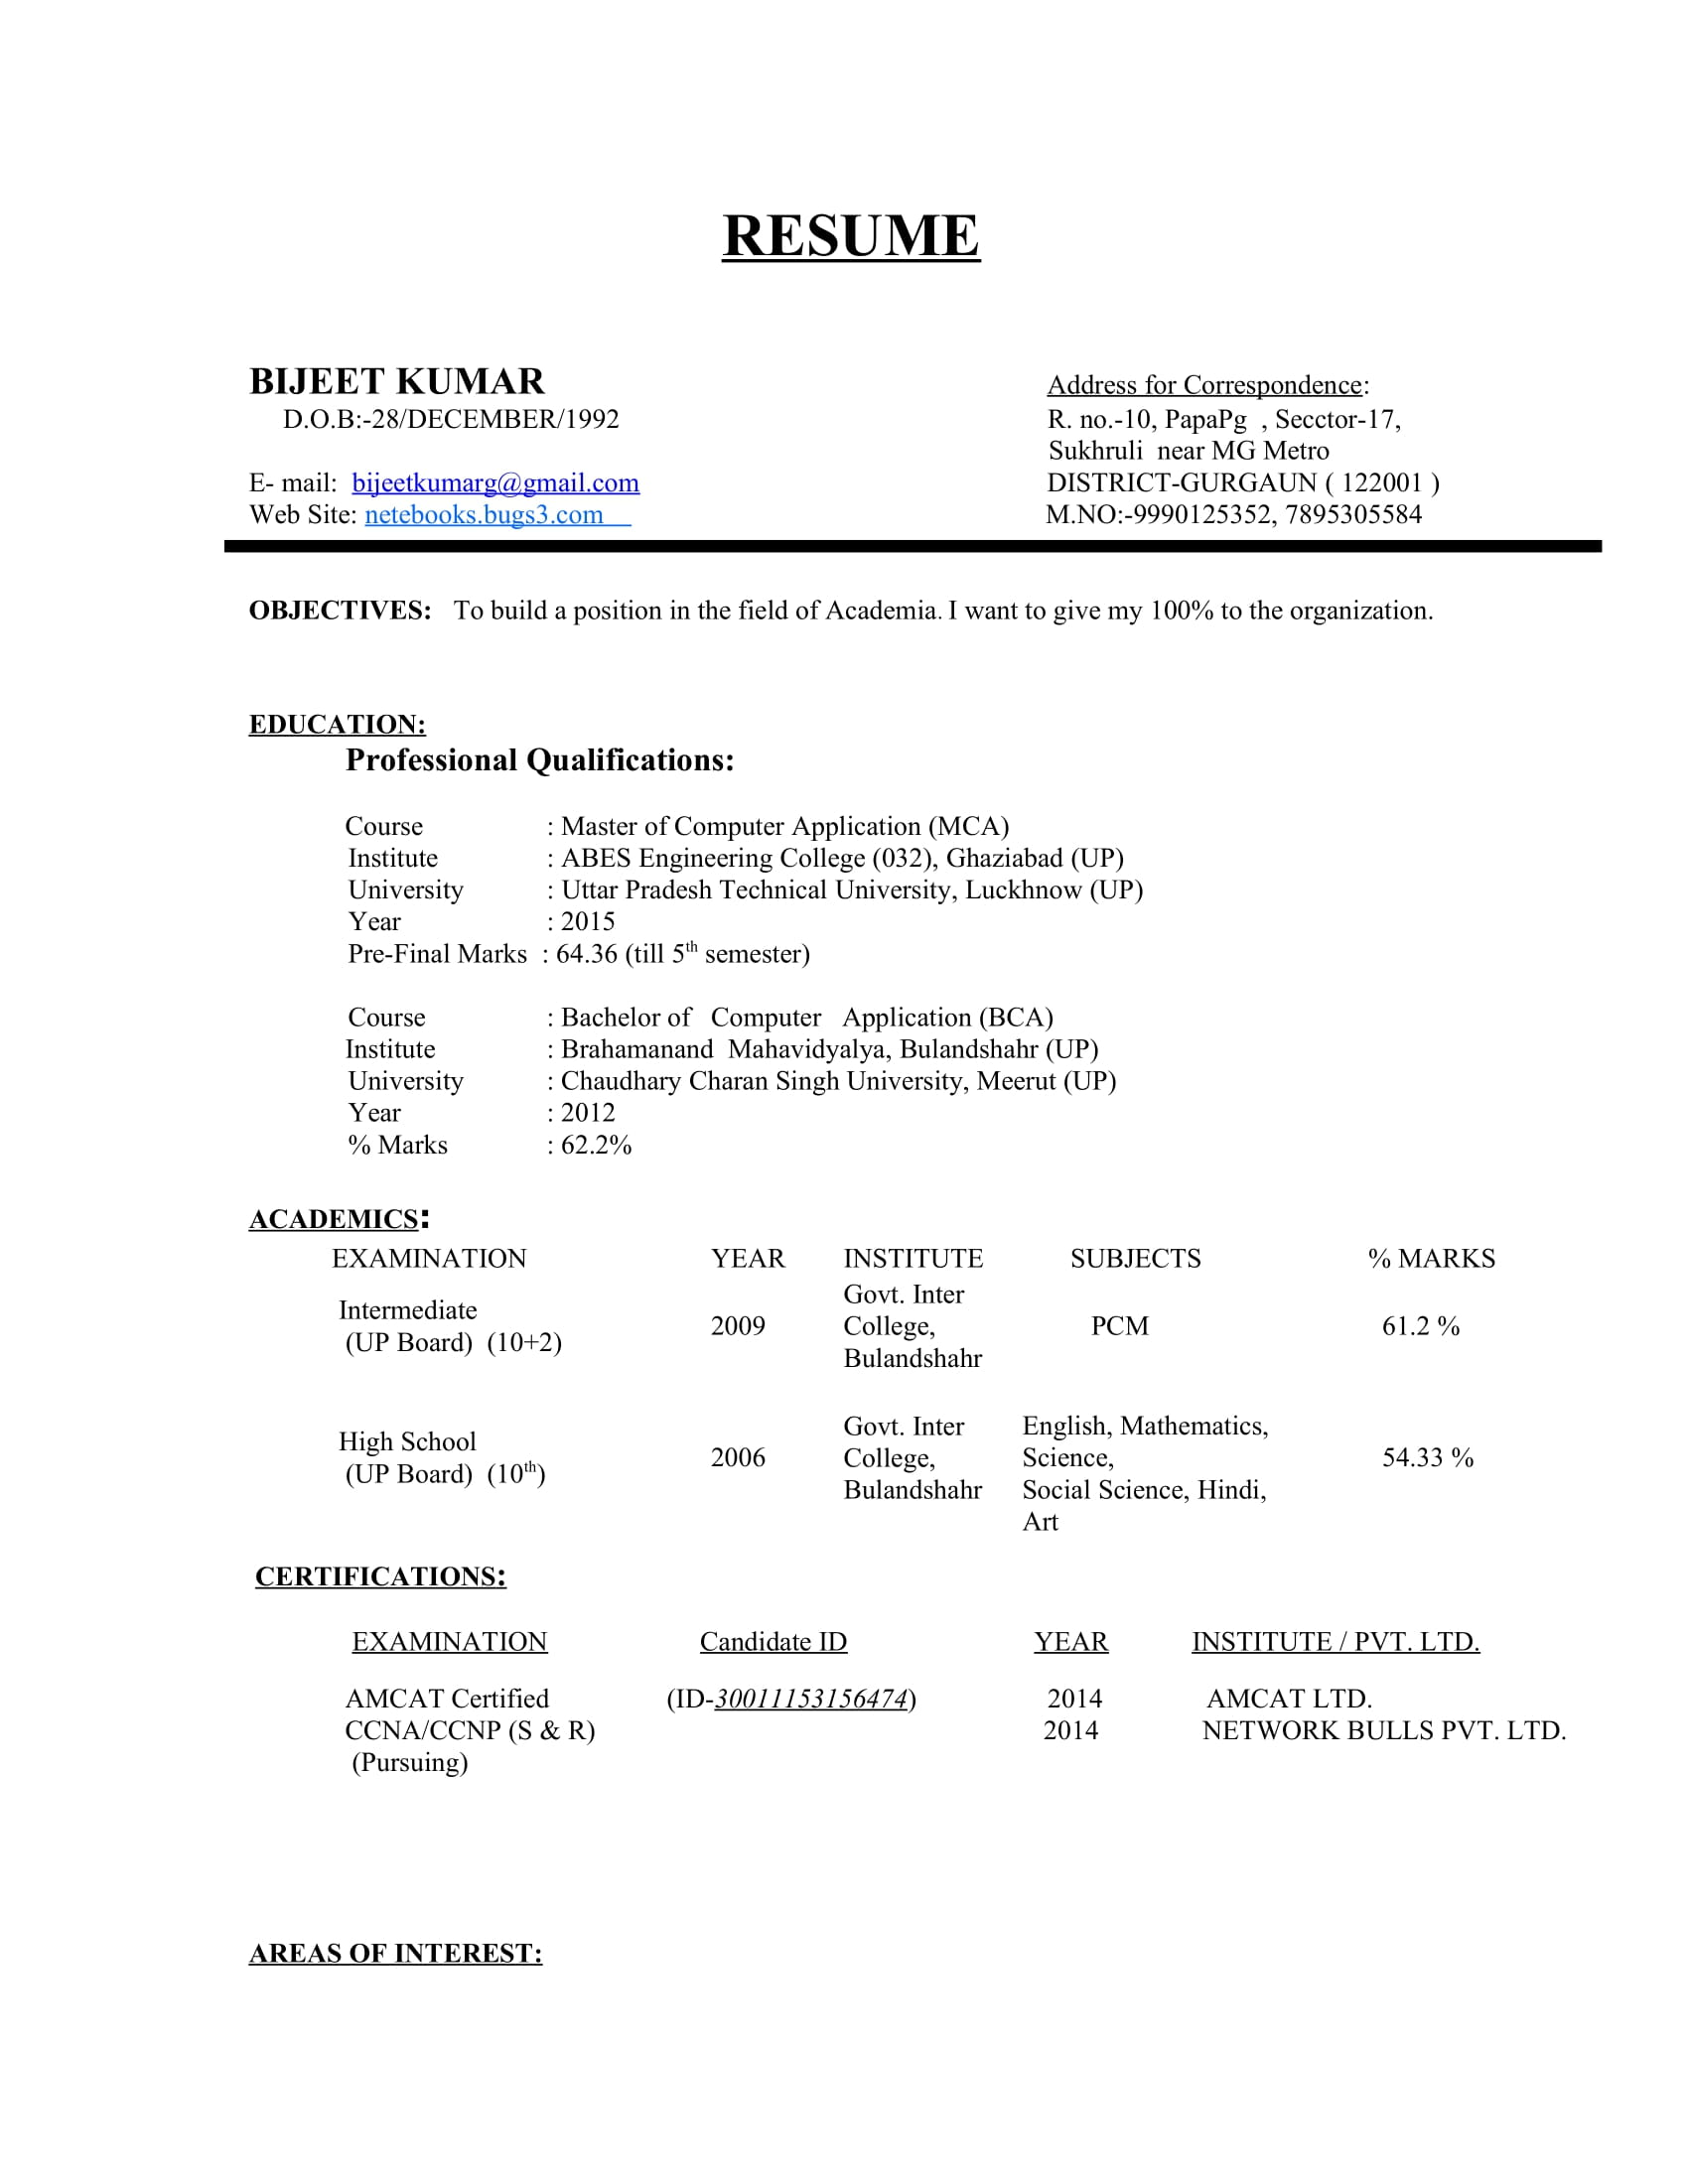 RESUME
BIJEET KUMAR
D.O.B:-28/DECEMBER/1992
E- mail: bijeetkumarg@gmail.com
Web Site: netebooks.bugs3.com
Address for Correspondence:
R. no.-10, PapaPg , Secctor-17,
Sukhruli near MG Metro
DISTRICT-GURGAUN ( 122001 )
M.NO:-9990125352, 7895305584
OBJECTIVES: To build a position in the field of Academia. I want to give my 100% to the organization.
EDUCATION:
Professional Qualifications:
Course : Master of Computer Application (MCA)
Institute : ABES Engineering College (032), Ghaziabad (UP)
University : Uttar Pradesh Technical University, Luckhnow (UP)
Year : 2015
Pre-Final Marks : 64.36 (till 5th semester)
Course : Bachelor of Computer Application (BCA)
Institute : Brahamanand Mahavidyalya, Bulandshahr (UP)
University : Chaudhary Charan Singh University, Meerut (UP)
Year : 2012
% Marks : 62.2%
ACADEMICS:
EXAMINATION YEAR INSTITUTE SUBJECTS % MARKS
Intermediate
(UP Board) (10+2)
2009
Govt. Inter
College,
Bulandshahr
PCM
61.2 %
High School
(UP Board) (10th)
2006
Govt. Inter
College,
Bulandshahr
English, Mathematics,
Science,
Social Science, Hindi,
Art
54.33 %
CERTIFICATIONS:
EXAMINATION Candidate ID YEAR INSTITUTE / PVT. LTD.
AMCAT Certified (ID-30011153156474) 2014 AMCAT LTD.
CCNA/CCNP (S & R) 2014 NETWORK BULLS PVT. LTD.
(Pursuing)
AREAS OF INTEREST: